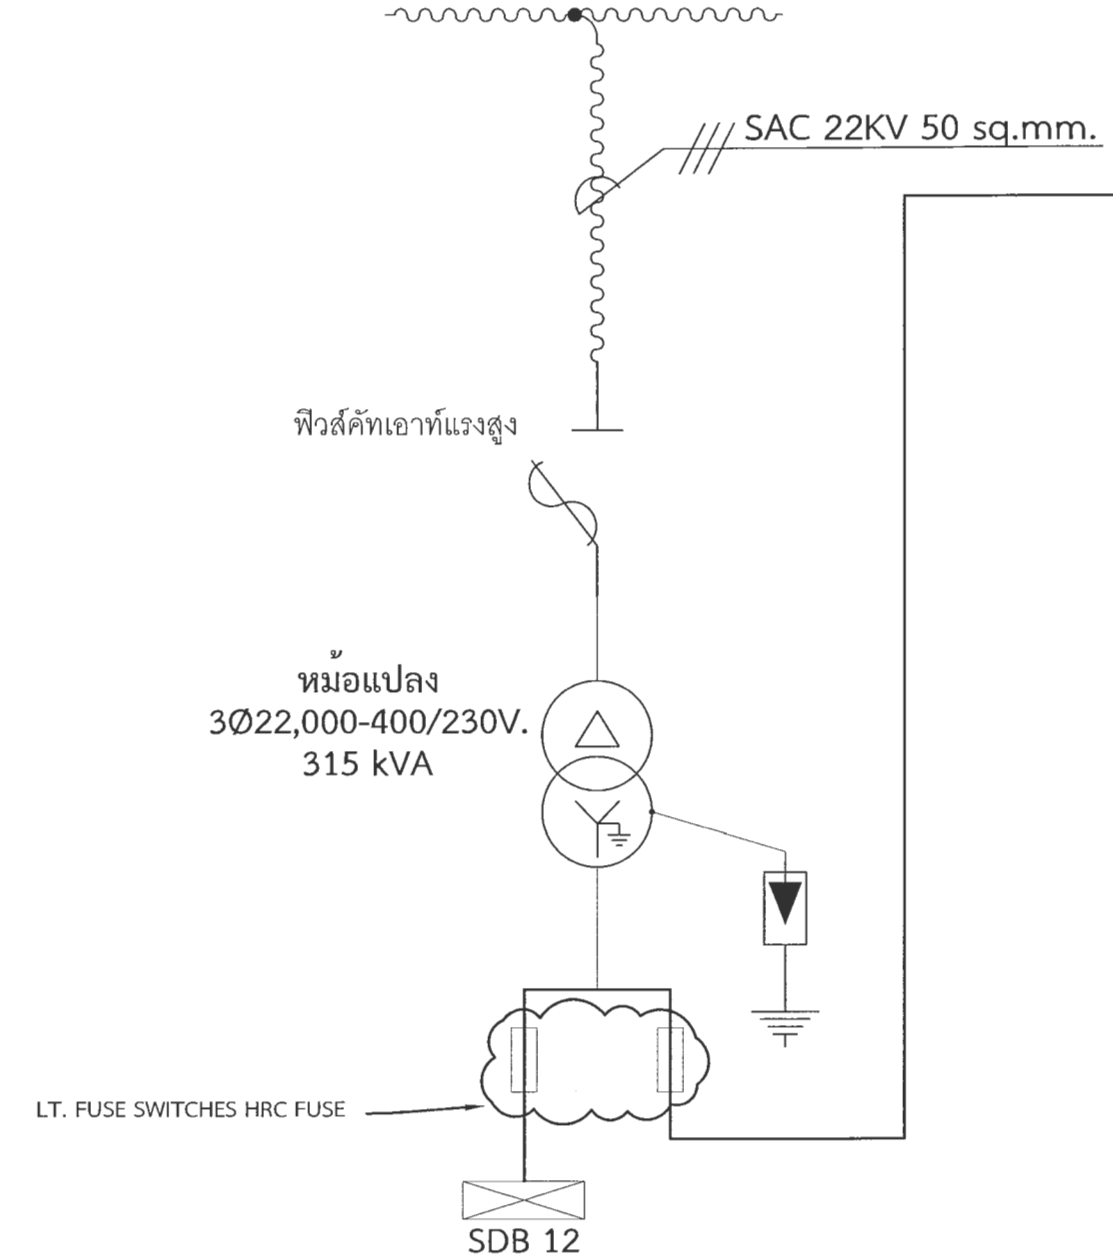 SAC 22KV 50 sq.mm.
ฟิวส์คัทเอาท์แรงสูง
หม้อแปลง
3Ø22,000-400/230V.
315 kVA
LT. FUSE SWITCHES HRC FUSE
SDB 12